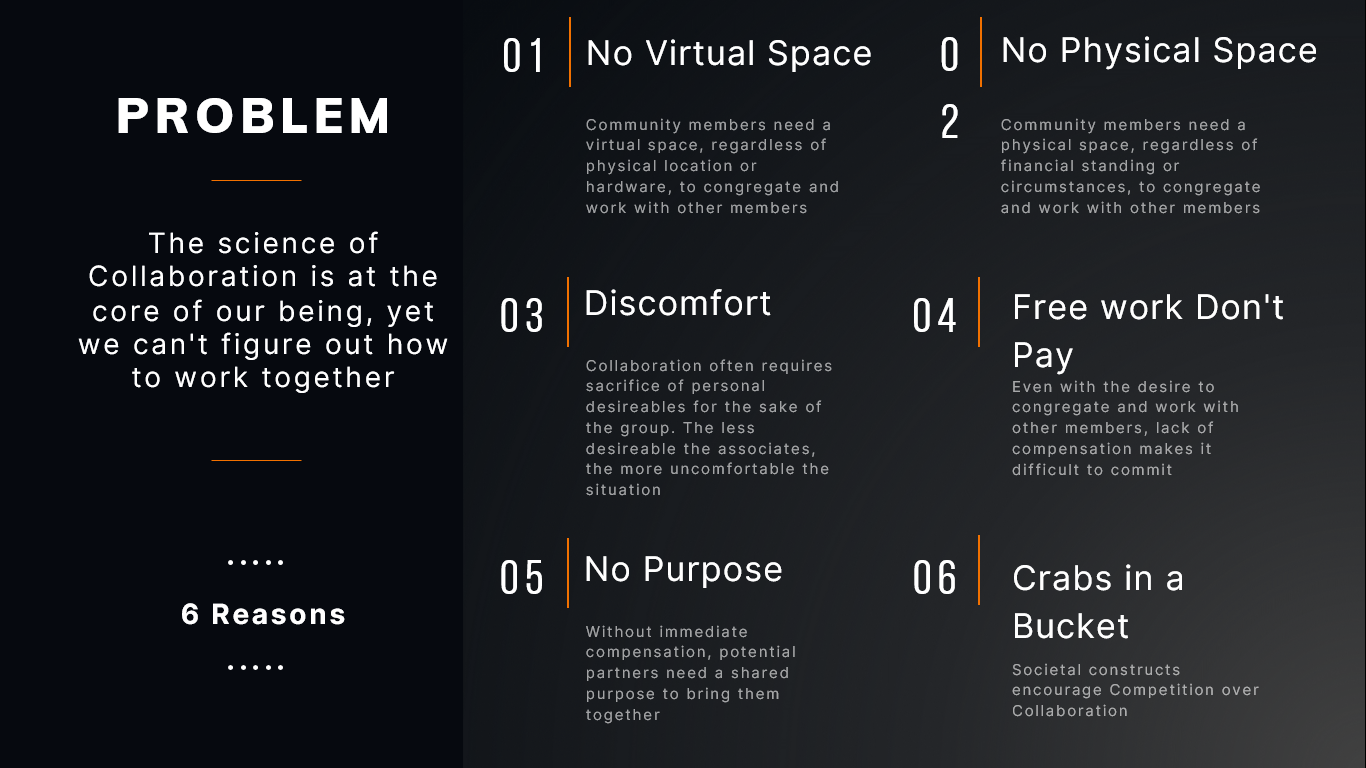 PROBLEM
The science of
Collaboration is at the
core of our being, yet
we can't figure out how
to work together
.....
6 Reasons
.....
01
No Virtual Space
Community members need a
virtual space, regardless of
physical location or
hardware, to congregate and
work with other members
0
2
No Physical Space
Community members need a
physical space, regardless of
financial standing or
circumstances, to congregate
and work with other members
03
Discomfort
Collaboration often requires
sacrifice of personal
desireables for the sake of
the group. The less
desireable the associates,
the more uncomfortable the
situation
04
Free work Don't
Pay
Even with the desire to
congregate and work with
other members, lack of
compensation makes it
difficult to commit
05
No Purpose
Without immediate
compensation, potential
partners need a shared
purpose to bring them
together
06
Crabs in a
Bucket
Societal constructs
encourage Competition over
Collaboration